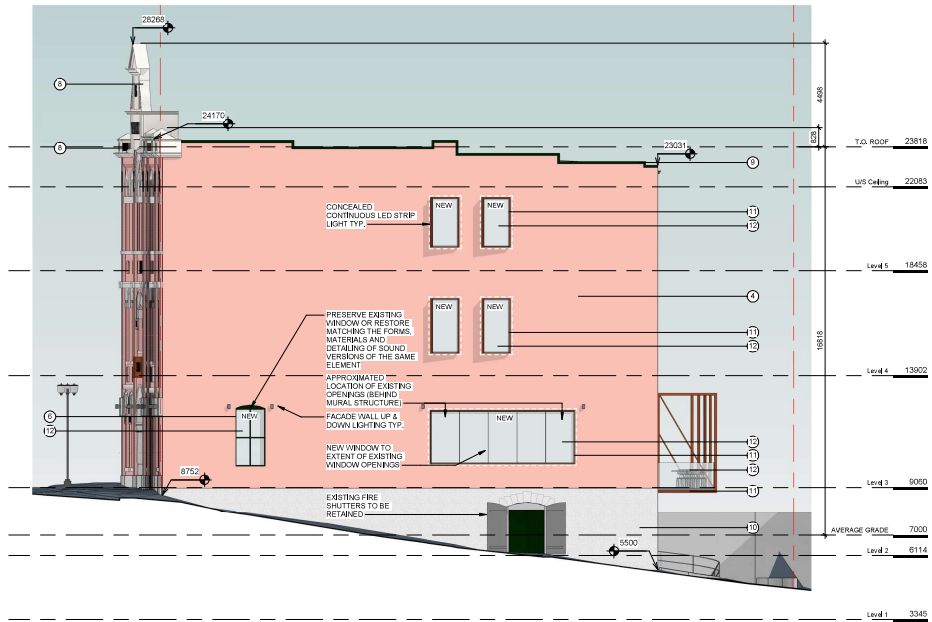 28268
8
24170
8
4498
828
T.O. ROOF 23818
23031
9
U/S Ceiling 22083
CONCEALED
CONTINUOUS LED STRIP
LIGHT TYP.
NEW
NEW
11
12
Level 5 18458
4
NEW
NEW
PRESERVE EXISTING
WINDOW OR RESTORE
MATCHING THE FORMS,
MATERIALS AND
DETAILING OF SOUND
VERSIONS OF THE SAME
ELEMENT
11
12
16818
Level 4 13902
APPROXIMATED
LOCATION OF EXISTING
OPENINGS (BEHIND
MURAL STRUCTURE)
6
NEW
12
FACADE WALL UP &
DOWN LIGHTING TYP.
NEW
NEW WINDOW TO
EXTENT OF EXISTING
WINDOW OPENINGS
12
11
12
11
8752
Level 3 9060
EXISTING FIRE
SHUTTERS TO BE
RETAINED
10
AVERAGE GRADE 7000
5500
Level 2 6114
Level 1 3345